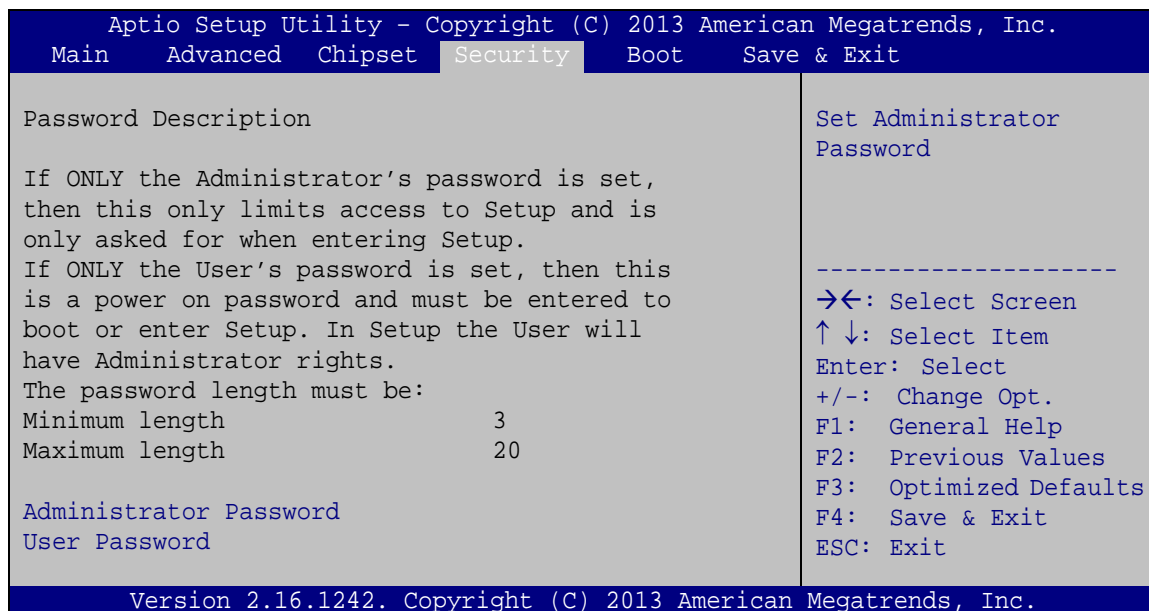 Aptio Setup Utility – Copyright (C) 2013 American Megatrends, Inc.
Main Advanced Chipset Security Boot Save & Exit
Password Description
If ONLY the Administrator’s password is set,
then this only limits access to Setup and is
only asked for when entering Setup.
If ONLY the User’s password is set, then this
is a power on password and must be entered to
boot or enter Setup. In Setup the User will
have Administrator rights.
The password length must be:
Minimum length 3
Maximum length 20
Administrator Password
User Password
Set Administrator
Password
---------------------
→←: Select Screen
↑ ↓: Select Item
Enter: Select
+/-: Change Opt.
F1: General Help
F2: Previous Values
F3: Optimized Defaults
F4: Save & Exit
ESC: Exit
Version 2.16.1242. Copyright (C) 2013 American Megatrends, Inc.